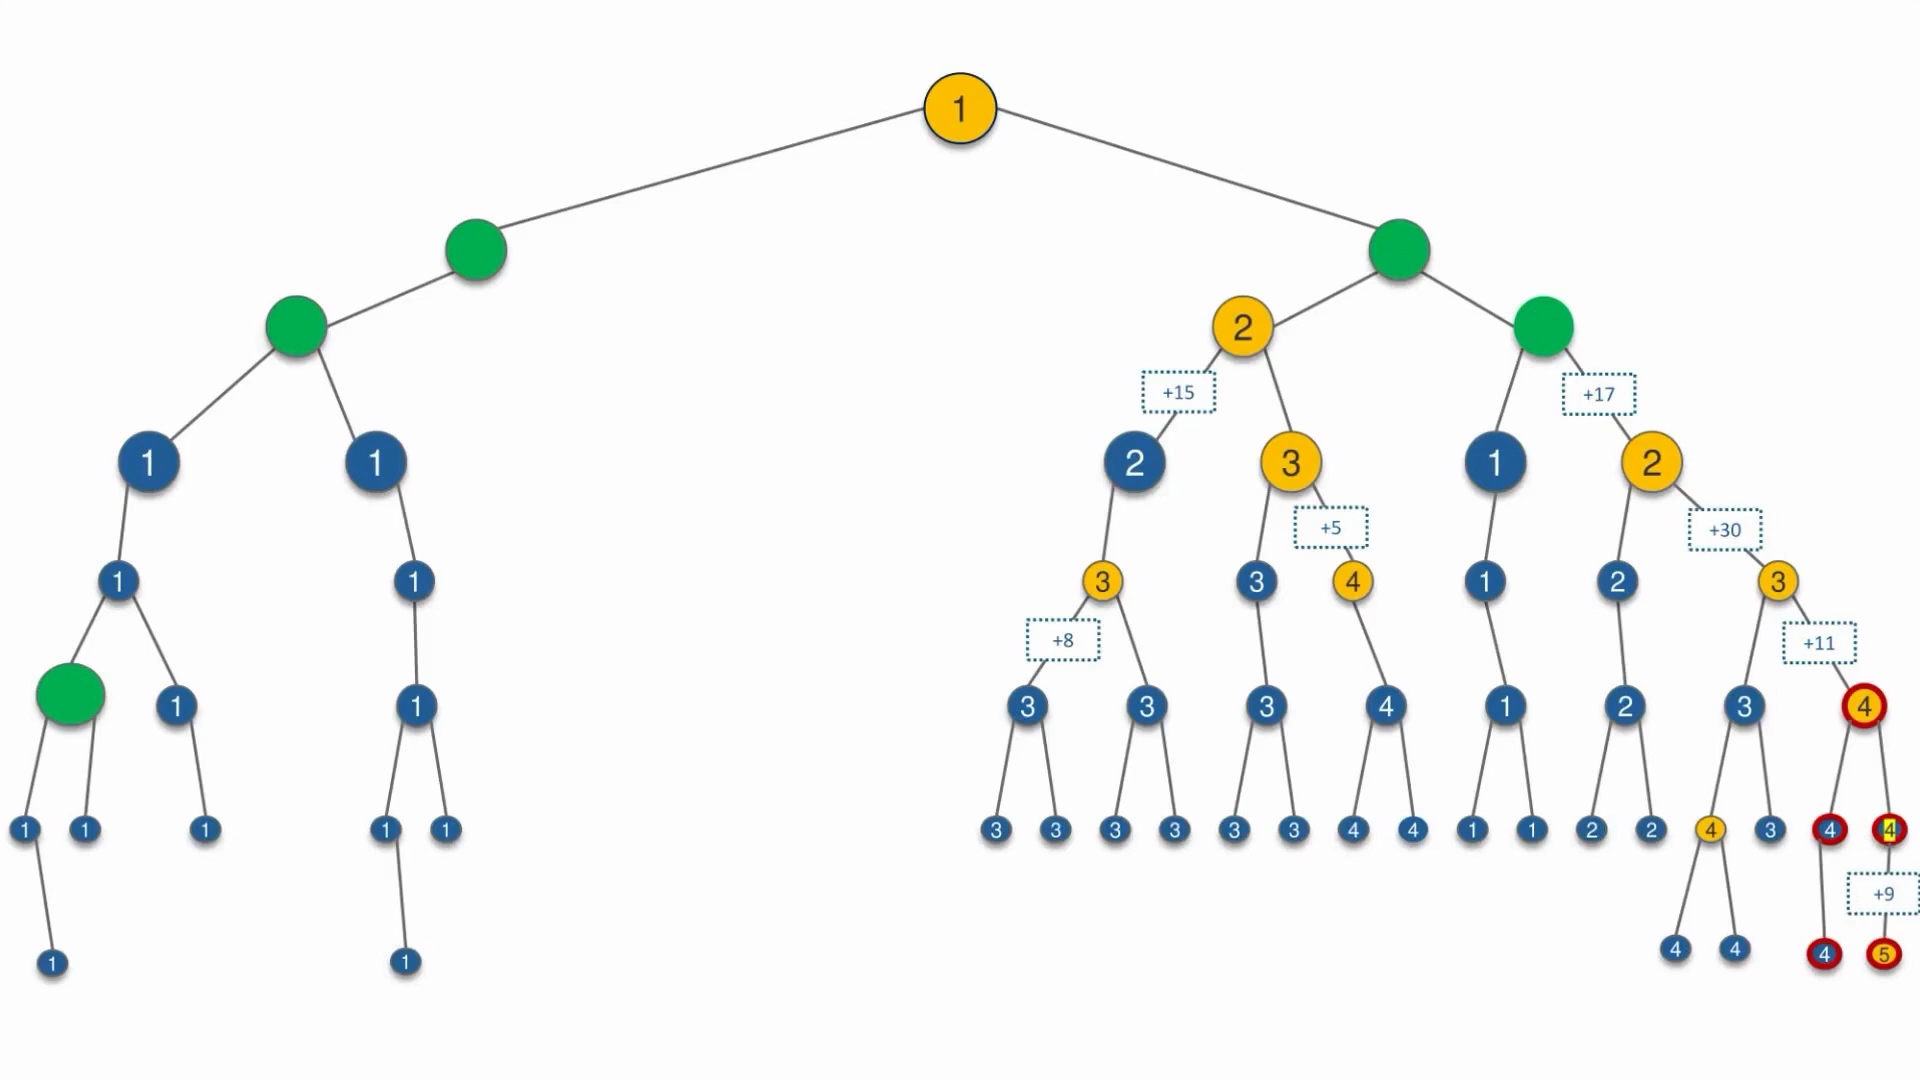 1
2
+15
+17
1 1 2 3 1 2
+5
+30
1 1 3 3 4 1 2 3
+8
+11
1 1 3 3 3 4 1 2 3 4
1 1 1 1 1 3 3 3 3 3 3 4 4 1 1 2 2 4 3 4 4
+9
1 1 4 4 4 5